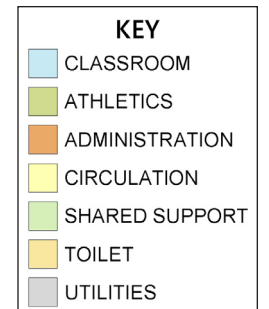 KEY
CLASSROOM
ATHLETICS
ADMINISTRATION
CIRCULATION
SHARED SUPPORT
TOILET
UTILITIES